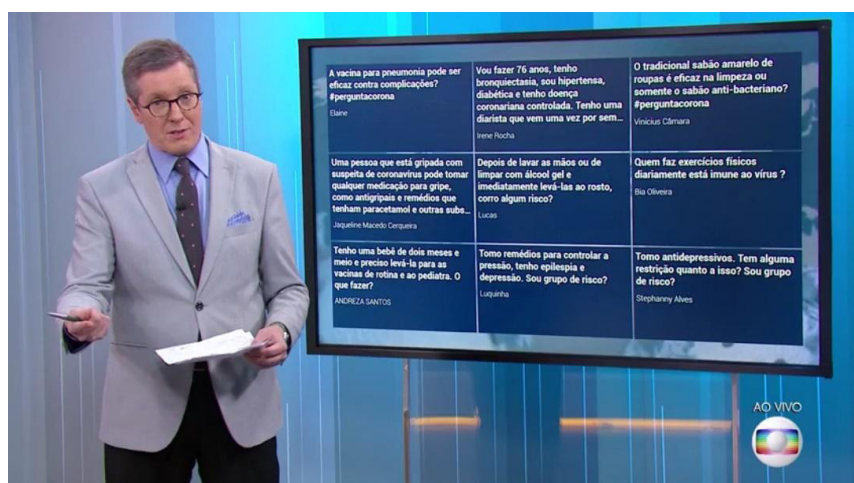 A vacina para pneumonia pode ser
eficaz contra complicações?
#perguntacorona
Elaine
Vou fazer 76 anos, tenho
bronquiectasia, sou hipertensa,
diabética e tenho doença
coronariana controlada. Tenho uma
diarista que vem uma vez por sem...
Irene Rocha
O tradicional sabão amarelo de
roupas é eficaz na limpeza ou
somente o sabão anti-bacteriano?
#perguntacorona
Vinicius Câmara
Uma pessoa que está gripada com
suspeita de coronavírus pode tomar
qualquer medicação para gripe,
como antigripais e remédios que
tenham paracetamol e outras subs...
Jaqueline Macedo Cerqueira
Depois de lavar as mãos ou de
limpar com álcool gel e
imediatamente levá-las ao rosto,
corro algum risco?
Lucas
Quem faz exercícios físicos
diariamente está imune ao vírus ?
Bia Oliveira
Tenho uma bebê de dois meses e
meio e preciso levá-la para as
vacinas de rotina e ao pediatra. O
que fazer?
ANDREZA SANTOS
Tomo remédios para controlar a
pressão, tenho epilespia e
depressão. Sou grupo de risco?
Luquinha
Tomo antidepressivos. Tem alguma
restrição quanto a isso? Sou grupo
de risco?
Stephanny Alves
AO VIVO